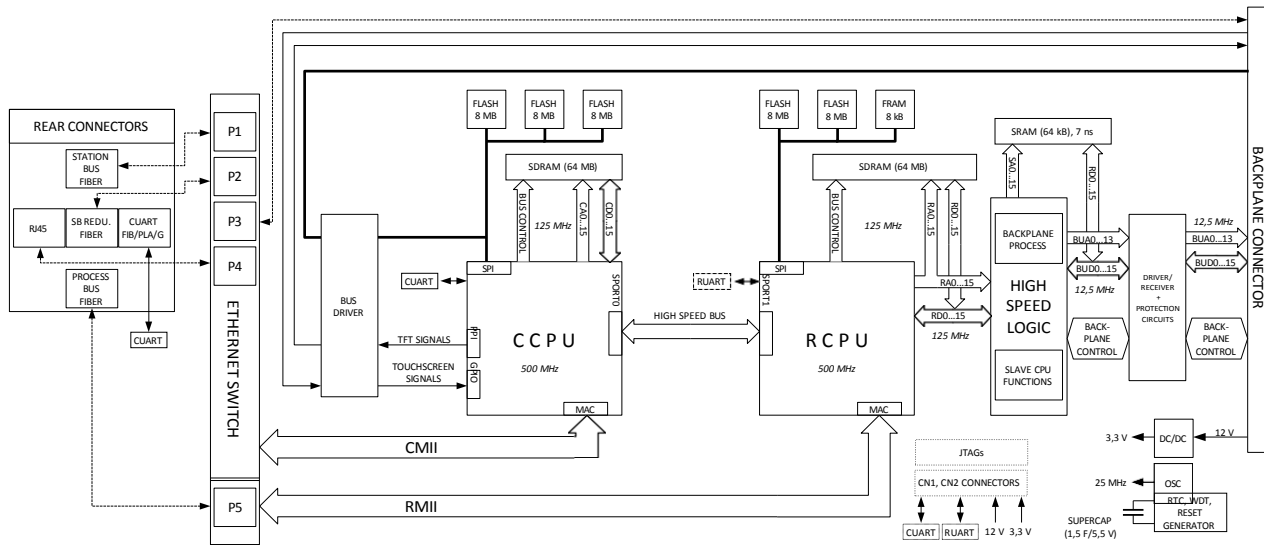 REAR CONNECTORS
STATION
BUS
FIBER
RJ45
SB REDU.
FIBER
CUART
FIB/PLA/G
PROCESS
BUS
FIBER
CUART
P1
P2
P3
P4
ETHERNET SWITCH
P5
BUS
DRIVER
FLASH
8 MB
FLASH
8 MB
FLASH
8 MB
SDRAM (64 MB)
BUS CONTROL
125 MHz
CA0...15
CD0...15
SPI
CUART
SPORT0
PPI
GPIO
TFT SIGNALS
TOUCHSCREEN
SIGNALS
CCPU
500 MHz
MAC
CMII
RMII
HIGH SPEED BUS
FLASH
8 MB
FLASH
8 MB
FRAM
8 kB
SDRAM (64 MB)
BUS CONTROL
125 MHz
RA0...15
RD0...15
SPI
RUART
SPORT1
RCPU
500 MHz
MAC
RA0...15
RD0...15
125 MHz
SRAM (64 kB), 7 ns
SA0...15
RD0...15
BACKPLANE
PROCESS
HIGH
SPEED
LOGIC
SLAVE CPU
FUNCTIONS
BUA0...13
BUD0...15
12,5 MHz
BACK-
PLANE
CONTROL
DRIVER/
RECEIVER
+
PROTECTION
CIRCUITS
12,5 MHz
BUA0...13
BUD0...15
BACK-
PLANE
CONTROL
BACKPLANE CONNECTOR
3,3 V
DC/DC
12 V
25 MHz
OSC
RTC, WDT,
RESET
GENERATOR
SUPERCAP
(1,5 F/5,5 V)
JTAGs
CN1, CN2 CONNECTORS
CUART
RUART
12 V
3,3 V